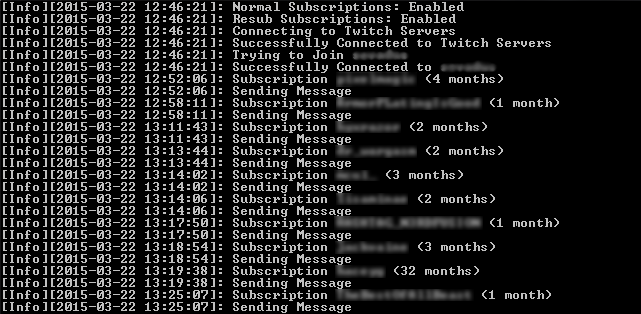 [Info][2015-03-22 12:46:21]: Normal Subscriptions: Enabled
[Info][2015-03-22 12:46:21]: Resub Subscriptions: Enabled
[Info][2015-03-22 12:46:21]: Connecting to Twitch Servers
[Info][2015-03-22 12:46:21]: Successfully Connected to Twitch Servers
[Info][2015-03-22 12:46:21]: Trying to Join
[Info][2015-03-22 12:46:21]: Successfully Connected to
[Info][2015-03-22 12:52:06]: Subscription (4 months)
[Info][2015-03-22 12:52:06]: Sending Message
[Info][2015-03-22 12:58:11]: Subscription (1 month)
[Info][2015-03-22 12:58:11]: Sending Message
[Info][2015-03-22 13:11:43]: Subscription (2 months)
[Info][2015-03-22 13:11:43]: Sending Message
[Info][2015-03-22 13:13:44]: Subscription (2 months)
[Info][2015-03-22 13:13:44]: Sending Message
[Info][2015-03-22 13:14:02]: Subscription (3 months)
[Info][2015-03-22 13:14:02]: Sending Message
[Info][2015-03-22 13:14:06]: Subscription (2 months)
[Info][2015-03-22 13:14:06]: Sending Message
[Info][2015-03-22 13:17:50]: Subscription (1 month)
[Info][2015-03-22 13:17:50]: Sending Message
[Info][2015-03-22 13:18:54]: Subscription (3 months)
[Info][2015-03-22 13:18:54]: Sending Message
[Info][2015-03-22 13:19:38]: Subscription (32 months)
[Info][2015-03-22 13:19:38]: Sending Message
[Info][2015-03-22 13:25:07]: Subscription (1 month)
[Info][2015-03-22 13:25:07]: Sending Message